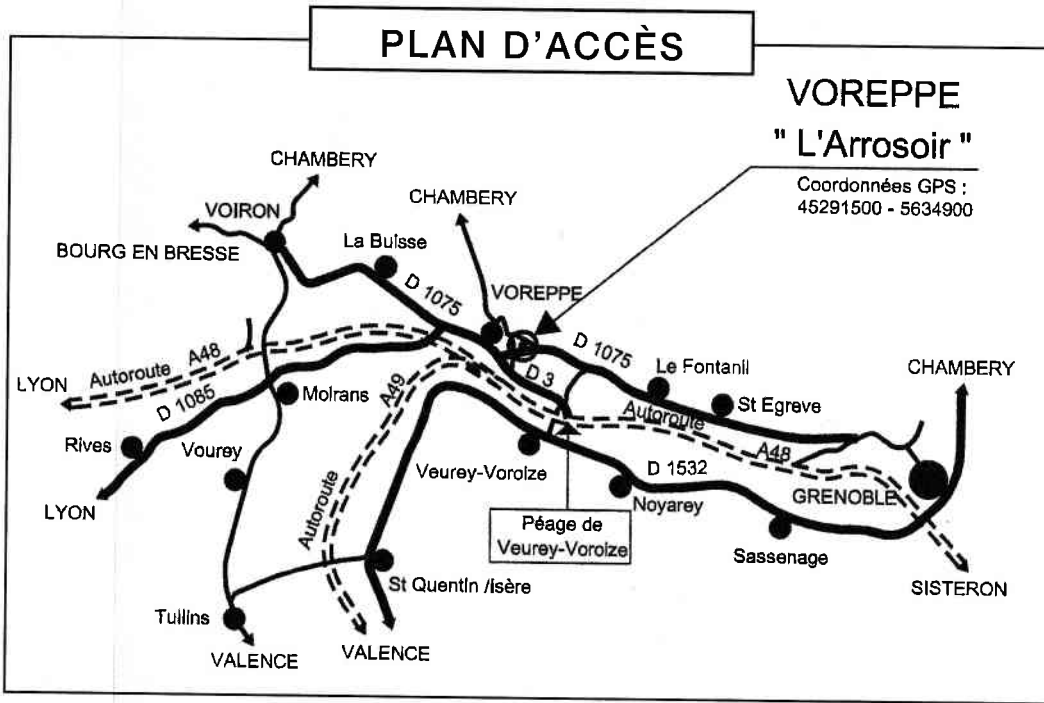 PLAN D'ACCÈS
VOREPPE
" L'Arrosoir "
Coordonnées GPS :
45291500 - 5634900
CHAMBERY
CHAMBERY
VOIRON
BOURG EN BRESSE
La Buisse
D 1075
VOREPPE
D 1075
Le Fontanil
CHAMBERY
St Egreve
LYON
Autoroute A48
D 1085
Moirans
A49
D 3
Autoroute
A48
Rives
Vourey
Veurey-Voroize
D 1532
GRENOBLE
LYON
Autoroute
Noyarey
Péage de
Veurey-Voroize
Sassenage
St Quentin /isère
SISTERON
Tullins
VALENCE
VALENCE